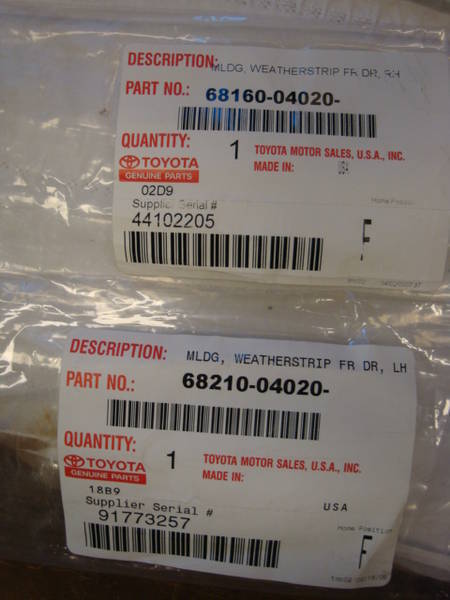 DESCRIPTION: MLDG, WEATHERSTRIP FR DR, RH
PART NO.: 68160-04020-
QUANTITY: 1 TOYOTA MOTOR SALES, U.S.A., INC.
TOYOTA MADE IN:
GENUINE PARTS
02D9
Supplier Serial # Home Position
44102205 F
DESCRIPTION: MLDG, WEATHERSTRIP FR DR, LH
PART NO.: 68210-04020-
QUANTITY: 1 TOYOTA MOTOR SALES, U.S.A., INC.
TOYOTA MADE IN:
GENUINE PARTS
18B9 USA
Supplier Serial # Home Position
91773257 F